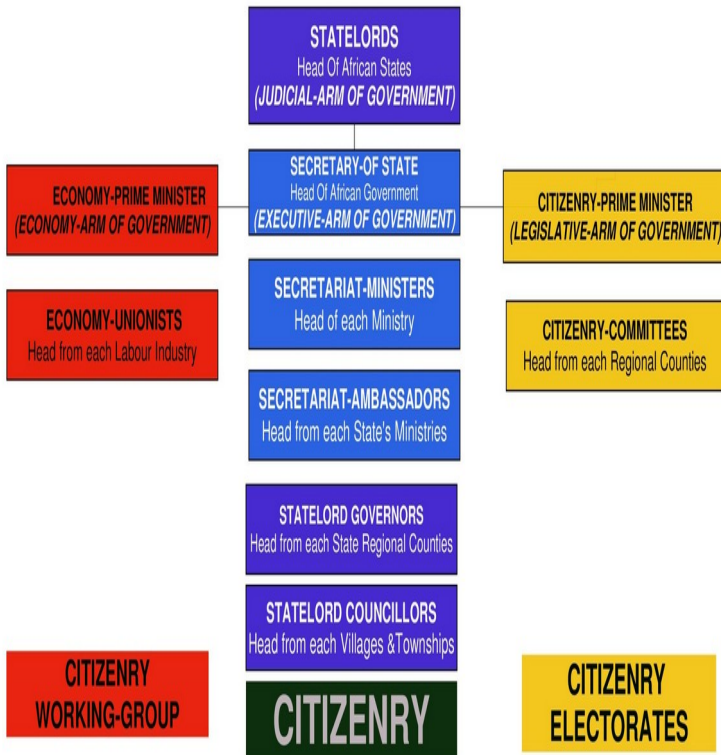 STATELORDS
Head Of African States
(JUDICIAL-ARM OF GOVERNMENT)
ECONOMY-PRIME MINISTER
(ECONOMY-ARM OF GOVERNMENT)
SECRETARY-OF STATE
Head Of African Government
(EXECUTIVE-ARM OF GOVERNMENT)
CITIZENRY-PRIME MINISTER
(LEGISLATIVE-ARM OF GOVERNMENT)
ECONOMY-UNIONISTS
Head from each Labour Industry
SECRETARIAT-MINISTERS
Head of each Ministry
CITIZENRY-COMMITTEES
Head from each Regional Counties
SECRETARIAT-AMBASSADORS
Head from each State's Ministries
STATELORD GOVERNORS
Head from each State Regional Counties
STATELORD COUNCILLORS
Head from each Villages &Townships
CITIZENRY
WORKING-GROUP
CITIZENRY
CITIZENRY
ELECTORATES